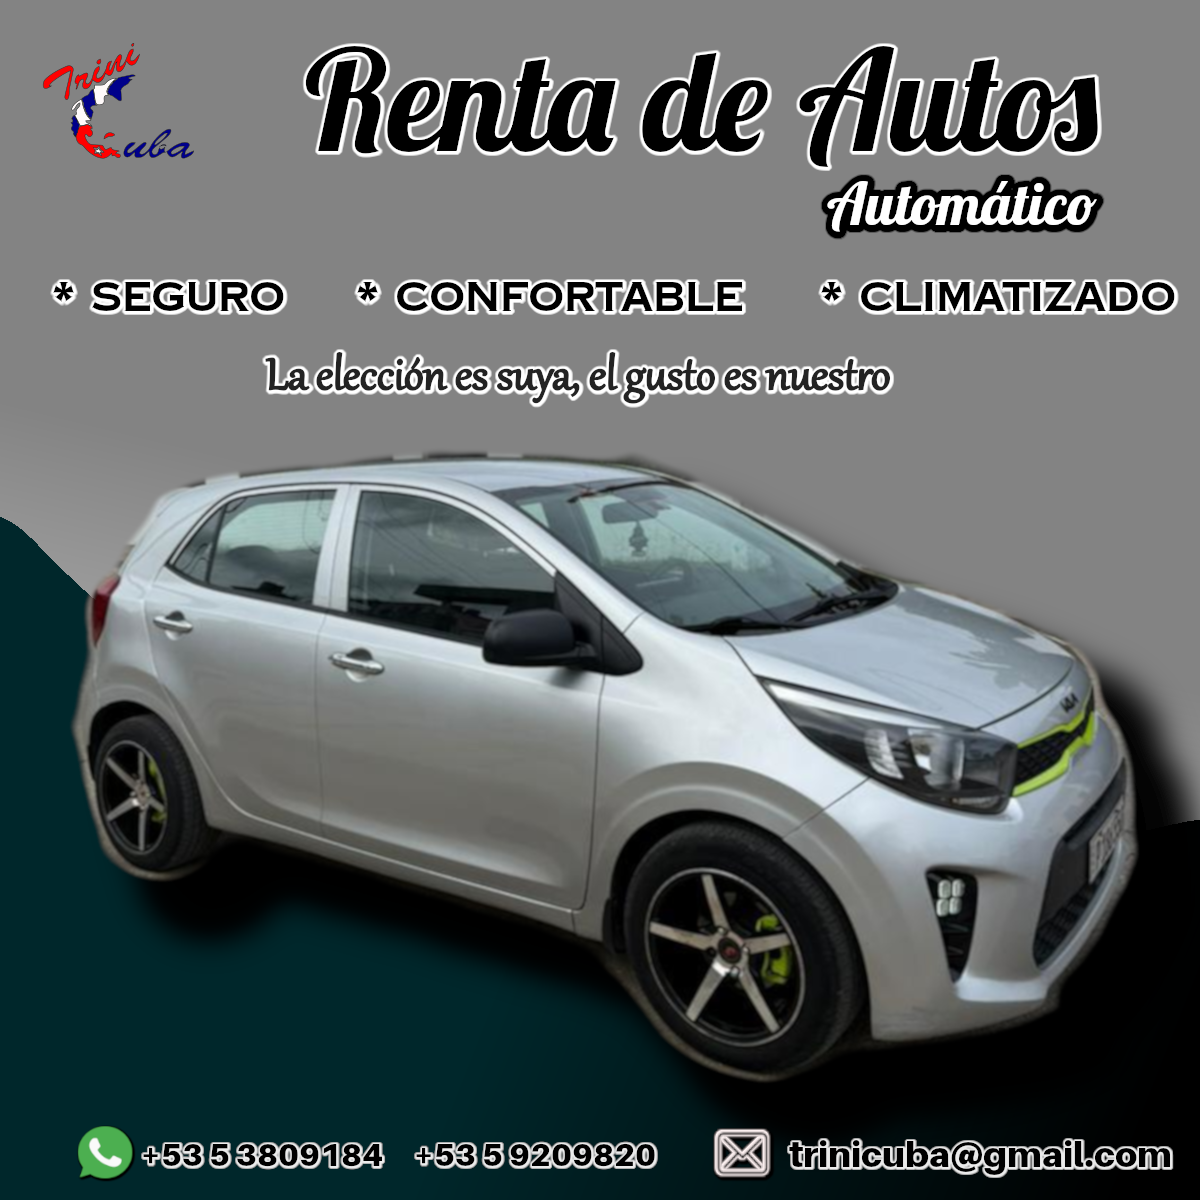 Trini
Cuba
Renta de Autos
Automático
* SEGURO * CONFORTABLE * CLIMATIZADO
La elección es suya, el gusto es nuestro
KIA
+53 5 3809184 +53 5 9209820 trinicuba@gmail.com